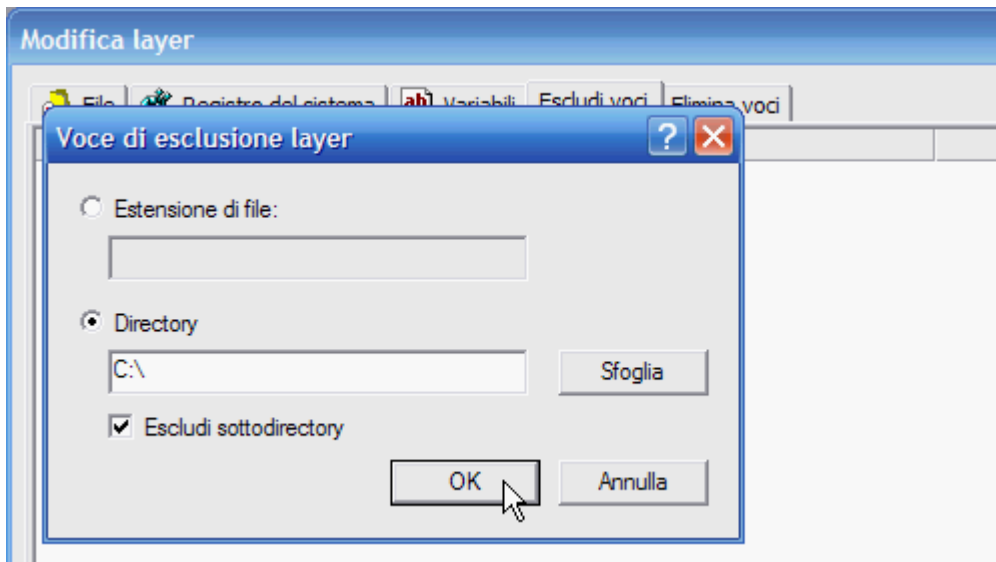 Modifica layer
File Registro del sistema ab Variabili Escludi voci Elimina voci
Voce di esclusione layer
Estensione di file:
Directory
C:\
Sfoglia
Escludi sottodirectory
OK Annulla